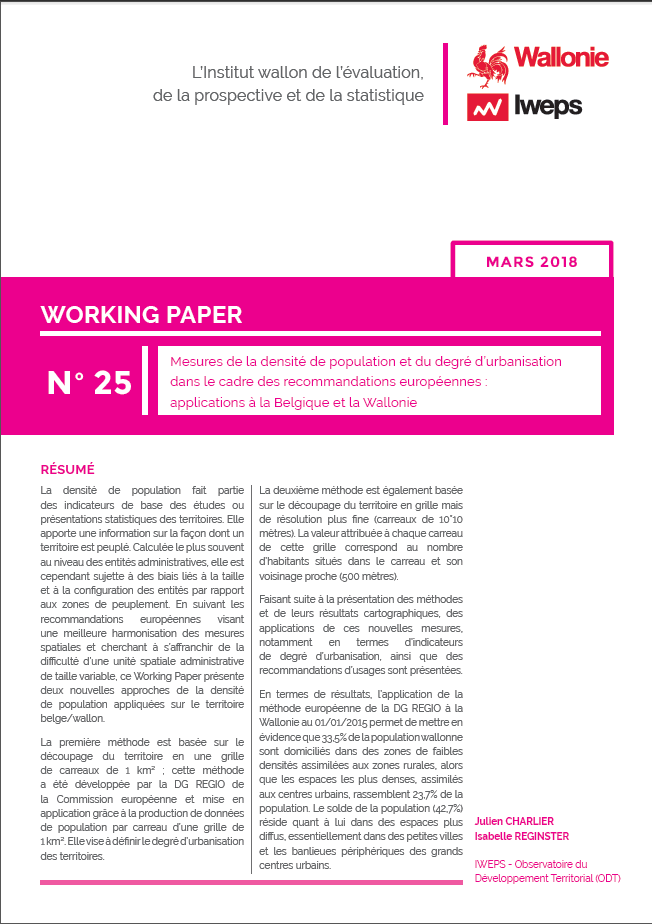 L'Institut wallon de l'évaluation,
de la prospective et de la statistique
Wallonie
Iweps
MARS 2018
WORKING PAPER
N° 25
Mesures de la densité de population et du degré d'urbanisation
dans le cadre des recommandations européennes :
applications à la Belgique et la Wallonie
RÉSUMÉ
La densité de population fait partie
des indicateurs de base des études ou
présentations statistiques des territoires. Elle
apporte une information sur la façon dont un
territoire est peuplé. Calculée le plus souvent
au niveau des entités administratives, elle est
cependant sujette à des biais liés à la taille
et à la configuration des entités par rapport
aux zones de peuplement. En suivant les
recommandations européennes visant
une meilleure harmonisation des mesures
spatiales et cherchant à s'affranchir de la
difficulté d'une unité spatiale administrative
de taille variable, ce Working Paper présente
deux nouvelles approches de la densité
de population appliquées sur le territoire
belge/wallon.
La première méthode est basée sur le
découpage du territoire en une grille
de carreaux de 1 km² ; cette méthode
a été développée par la DG REGIO de
la Commission européenne et mise en
application grâce à la production de données
de population par carreau d'une grille de
1 km². Elle vise à définir le degré d'urbanisation
des territoires.
La deuxième méthode est également basée
sur le découpage du territoire en grille mais
de résolution plus fine (carreaux de 10*10
mètres). La valeur attribuée à chaque carreau
de cette grille correspond au nombre
d'habitants situés dans le carreau et son
voisinage proche (500 mètres).
Faisant suite à la présentation des méthodes
et de leurs résultats cartographiques, des
applications de ces nouvelles mesures,
notamment en termes d'indicateurs
de degré d'urbanisation, ainsi que des
recommandations d'usages sont présentées.
En termes de résultats, l'application de la
méthode européenne de la DG REGIO à la
Wallonie au 01/01/2015 permet de mettre en
évidence que 33,5% de la population wallonne
sont domiciliés dans des zones de faibles
densités assimilées aux zones rurales, alors
que les espaces les plus denses, assimilés
aux centres urbains, rassemblent 23,7% de la
population. Le solde de la population (42,7%)
réside quant à lui dans des espaces plus
diffus, essentiellement dans des petites villes
et les banlieues périphériques des grands
centres urbains.
Julien CHARLIER
Isabelle REGINSTER
IWEPS - Observatoire du
Développement Territorial (ODT)